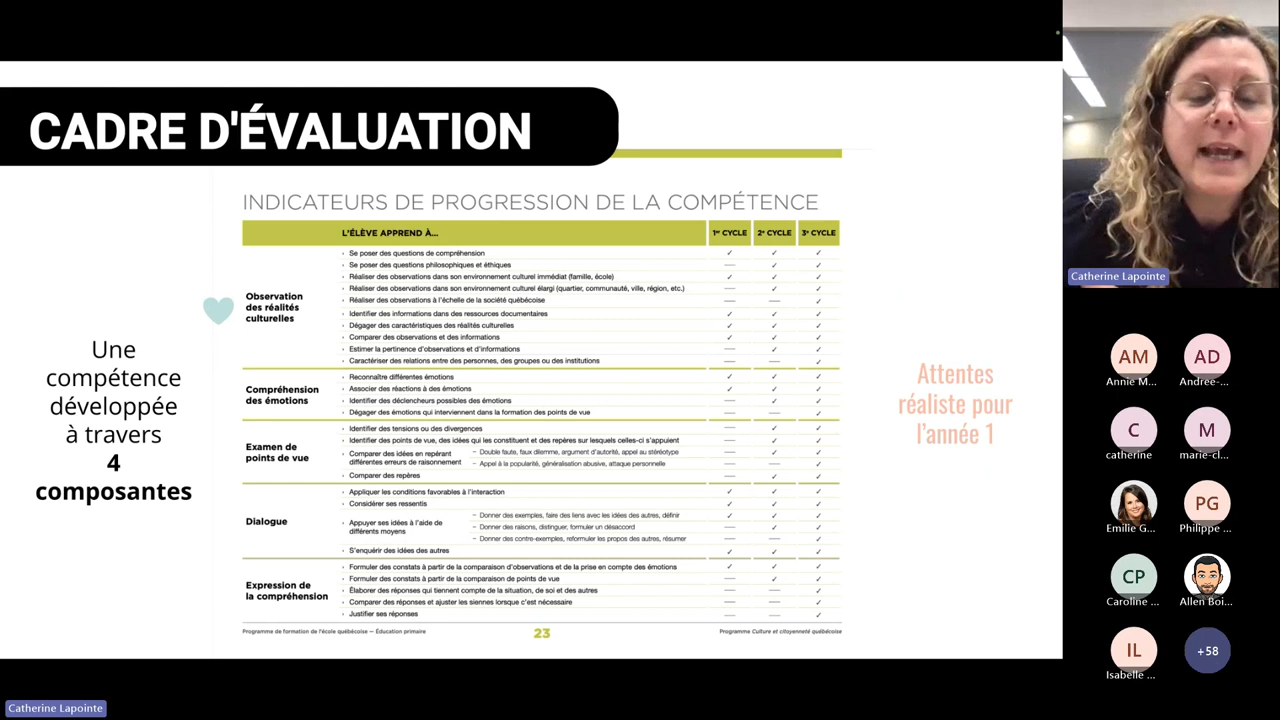 CADRE D'ÉVALUATION
INDICATEURS DE PROGRESSION DE LA COMPÉTENCE
L'ÉLÈVE APPREND À...
1er CYCLE
2e CYCLE
3e CYCLE
Observation
des réalités
culturelles
› Se poser des questions de compréhension ✓ ✓ ✓
› Se poser des questions philosophiques et éthiques — ✓ ✓
› Réaliser des observations dans son environnement culturel immédiat (famille, école) ✓ ✓ ✓
› Réaliser des observations dans son environnement culturel élargi (quartier, communauté, ville, région, etc.) — ✓ ✓
› Réaliser des observations à l'échelle de la société québécoise — — ✓
› Identifier des informations dans des ressources documentaires ✓ ✓ ✓
› Dégager des caractéristiques des réalités culturelles ✓ ✓ ✓
› Comparer des observations et des informations ✓ ✓ ✓
› Estimer la pertinence d'observations et d'informations — ✓ ✓
› Caractériser des relations entre des personnes, des groupes ou des institutions — — ✓
Compréhension
des émotions
› Reconnaître différentes émotions ✓ ✓ ✓
› Associer des réactions à des émotions ✓ ✓ ✓
› Identifier des déclencheurs possibles des émotions — ✓ ✓
› Dégager des émotions qui interviennent dans la formation des points de vue — — ✓
Examen de
points de vue
› Identifier des tensions ou des divergences — ✓ ✓
› Identifier des points de vue, des idées qui les constituent et des repères sur lesquels celles-ci s'appuient — ✓ ✓
› Comparer des idées en repérant
différentes erreurs de raisonnement
– Double faute, faux dilemme, argument d'autorité, appel au stéréotype — ✓ ✓
– Appel à la popularité, généralisation abusive, attaque personnelle — — ✓
› Comparer des repères — ✓ ✓
Dialogue
› Appliquer les conditions favorables à l'interaction ✓ ✓ ✓
› Considérer ses ressentis ✓ ✓ ✓
› Appuyer ses idées à l'aide de
différents moyens
– Donner des exemples, faire des liens avec les idées des autres, définir ✓ ✓ ✓
– Donner des raisons, distinguer, formuler un désaccord — ✓ ✓
– Donner des contre-exemples, reformuler les propos des autres, résumer — — ✓
› S'enquérir des idées des autres ✓ ✓ ✓
Expression de
la compréhension
› Formuler des constats à partir de la comparaison d'observations et de la prise en compte des émotions ✓ ✓ ✓
› Formuler des constats à partir de la comparaison de points de vue — ✓ ✓
› Élaborer des réponses qui tiennent compte de la situation, de soi et des autres — ✓ ✓
› Comparer des réponses et ajuster les siennes lorsque c'est nécessaire — — ✓
› Justifier ses réponses — — ✓
Programme de formation de l'école québécoise — Éducation primaire
23
Programme Culture et citoyenneté québécoise
Une
compétence
développée
à travers
4
composantes
Attentes
réaliste pour
l'année 1
Catherine Lapointe
AM
Annie M...
AD
Andrée-...
C
catherine
M
marie-cl...
Emilie G...
PG
Philippe ...
CP
Caroline ...
Allen Boi...
IL
Isabelle ...
+58
Catherine Lapointe